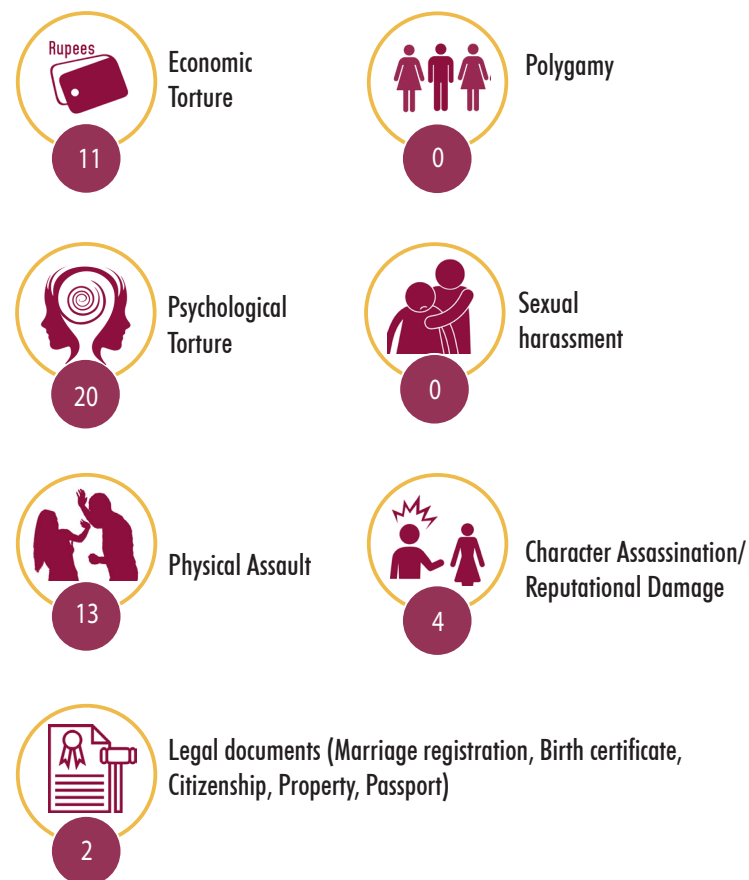 Rupees
Economic
Torture
11
Polygamy
0
Psychological
Torture
20
Sexual
harassment
0
Physical Assault
13
Character Assassination/
Reputational Damage
4
Legal documents (Marriage registration, Birth certificate,
Citizenship, Property, Passport)
2